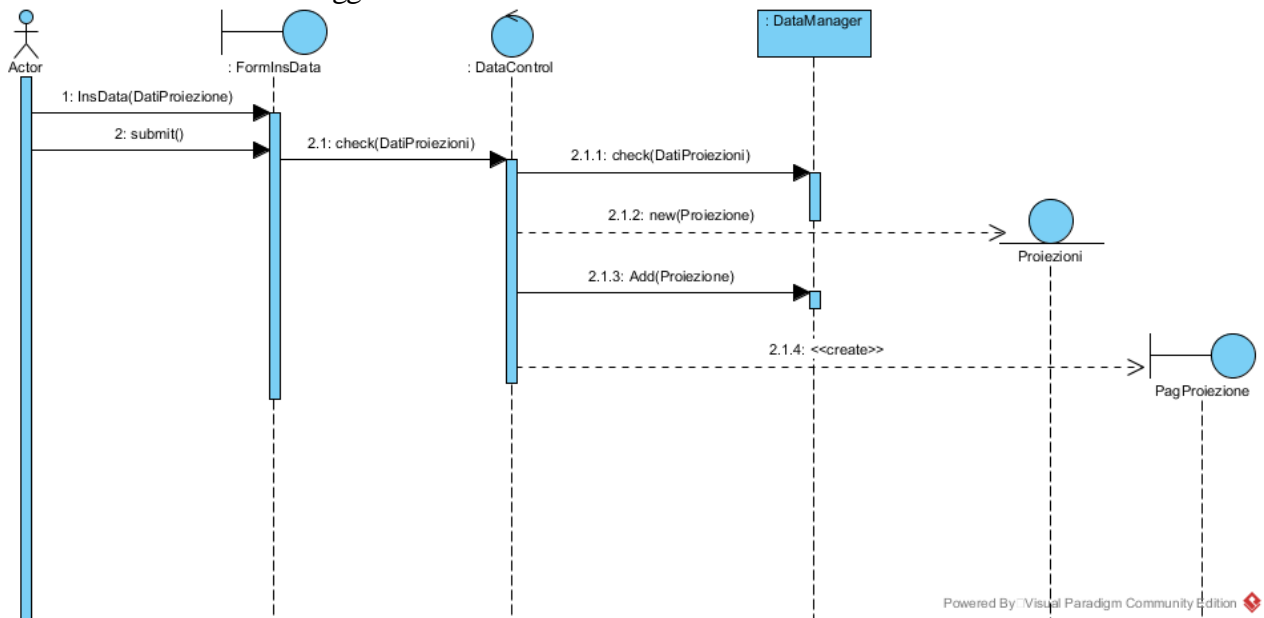 gg
: DataManager
Actor
: FormInsData
: DataControl
1: InsData(DatiProiezione)
2: submit()
2.1: check(DatiProiezioni)
2.1.1: check(DatiProiezioni)
2.1.2: new(Proiezione)
Proiezioni
2.1.3: Add(Proiezione)
2.1.4: <<create>>
PagProiezione
Powered By Visual Paradigm Community Edition